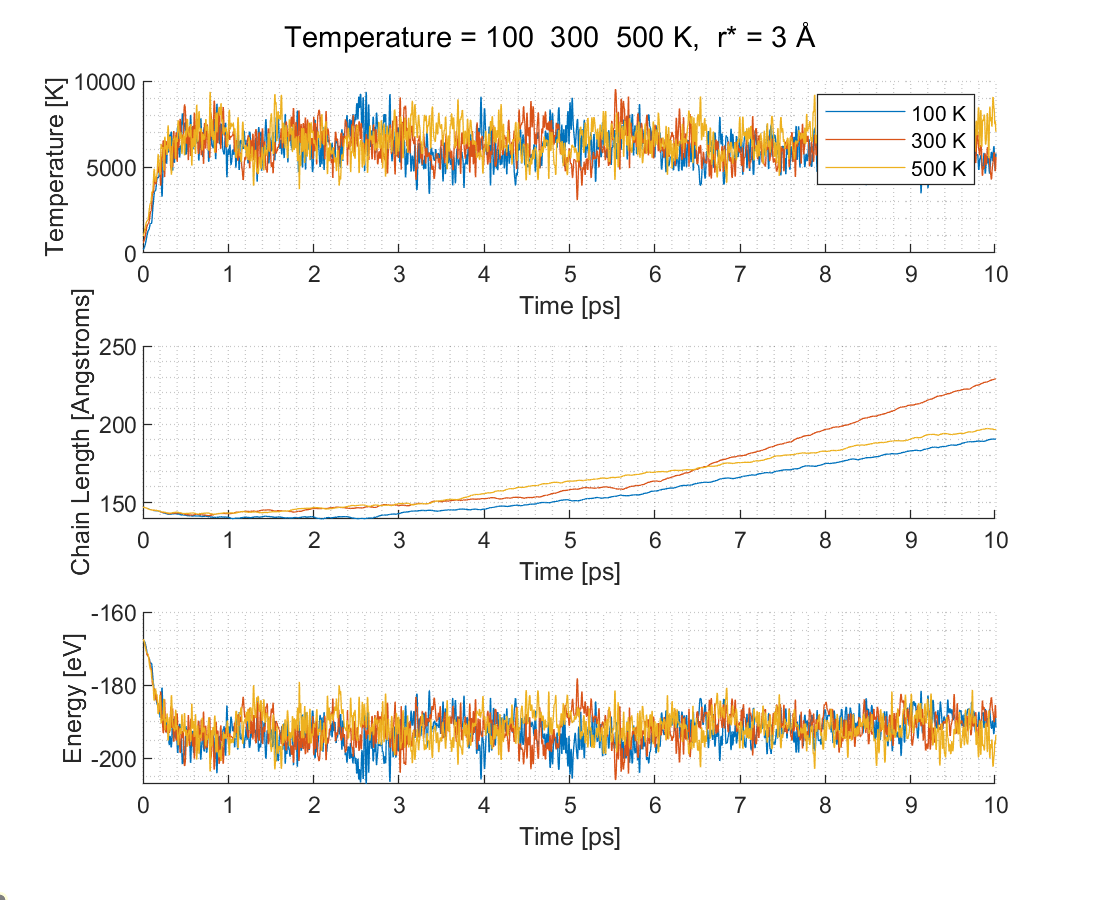 Temperature = 100  300  500 K,  r* = 3 Å
Temperature [K]
10000
5000
0
100 K
300 K
500 K
0 1 2 3 4 5 6 7 8 9 10
Time [ps]
Chain Length [Angstroms]
250
200
150
0 1 2 3 4 5 6 7 8 9 10
Time [ps]
Energy [eV]
-160
-180
-200
0 1 2 3 4 5 6 7 8 9 10
Time [ps]